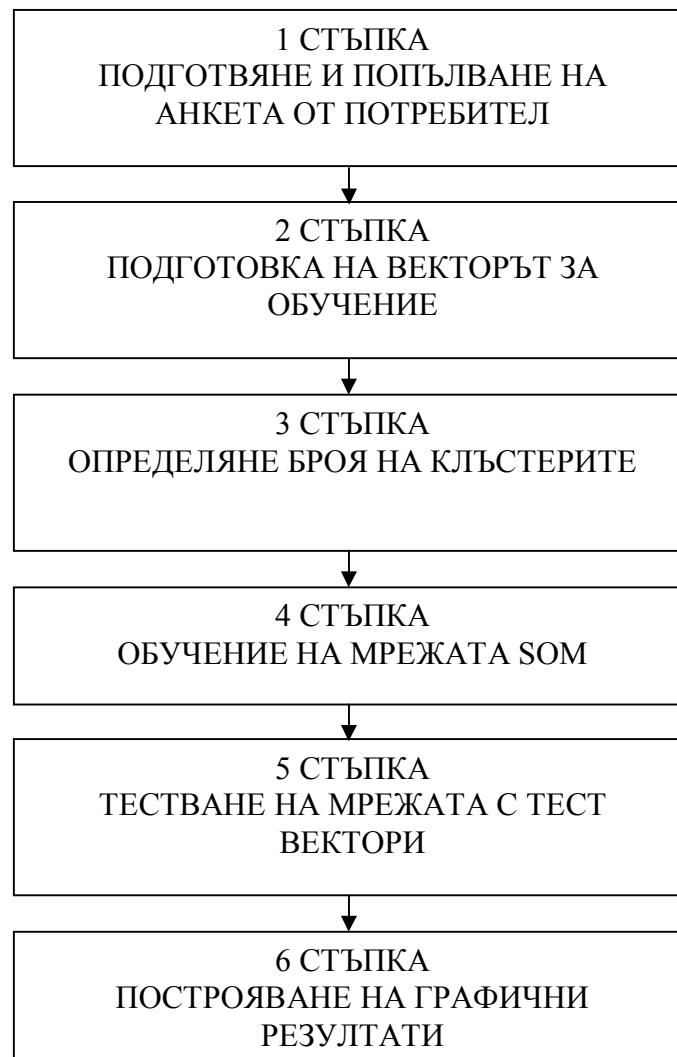 1 СТЪПКА
ПОДГОТВЯНЕ И ПОПЪЛВАНЕ НА
АНКЕТА ОТ ПОТРЕБИТЕЛ
2 СТЪПКА
ПОДГОТОВКА НА ВЕКТОРЪТ ЗА
ОБУЧЕНИЕ
3 СТЪПКА
ОПРЕДЕЛЯНЕ БРОЯ НА КЛЪСТЕРИТЕ
4 СТЪПКА
ОБУЧЕНИЕ НА МРЕЖАТА SOM
5 СТЪПКА
ТЕСТВАНЕ НА МРЕЖАТА С ТЕСТ
ВЕКТОРИ
6 СТЪПКА
ПОСТРОЯВАНЕ НА ГРАФИЧНИ
РЕЗУЛТАТИ